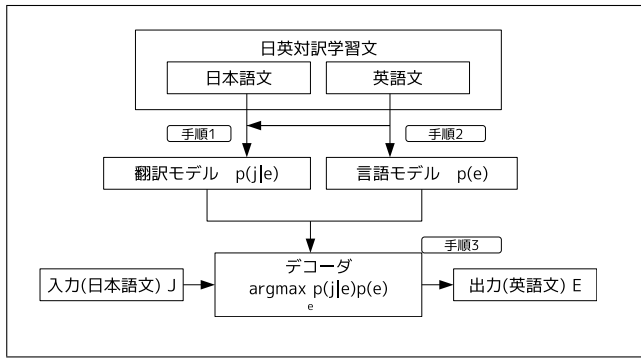 日英対訳学習文
日本語文
英語文
手順1
手順2
翻訳モデル p(j|e)
言語モデル p(e)
手順3
デコーダ
argmax p(j|e)p(e)
e
入力(日本語文) J
出力(英語文) E